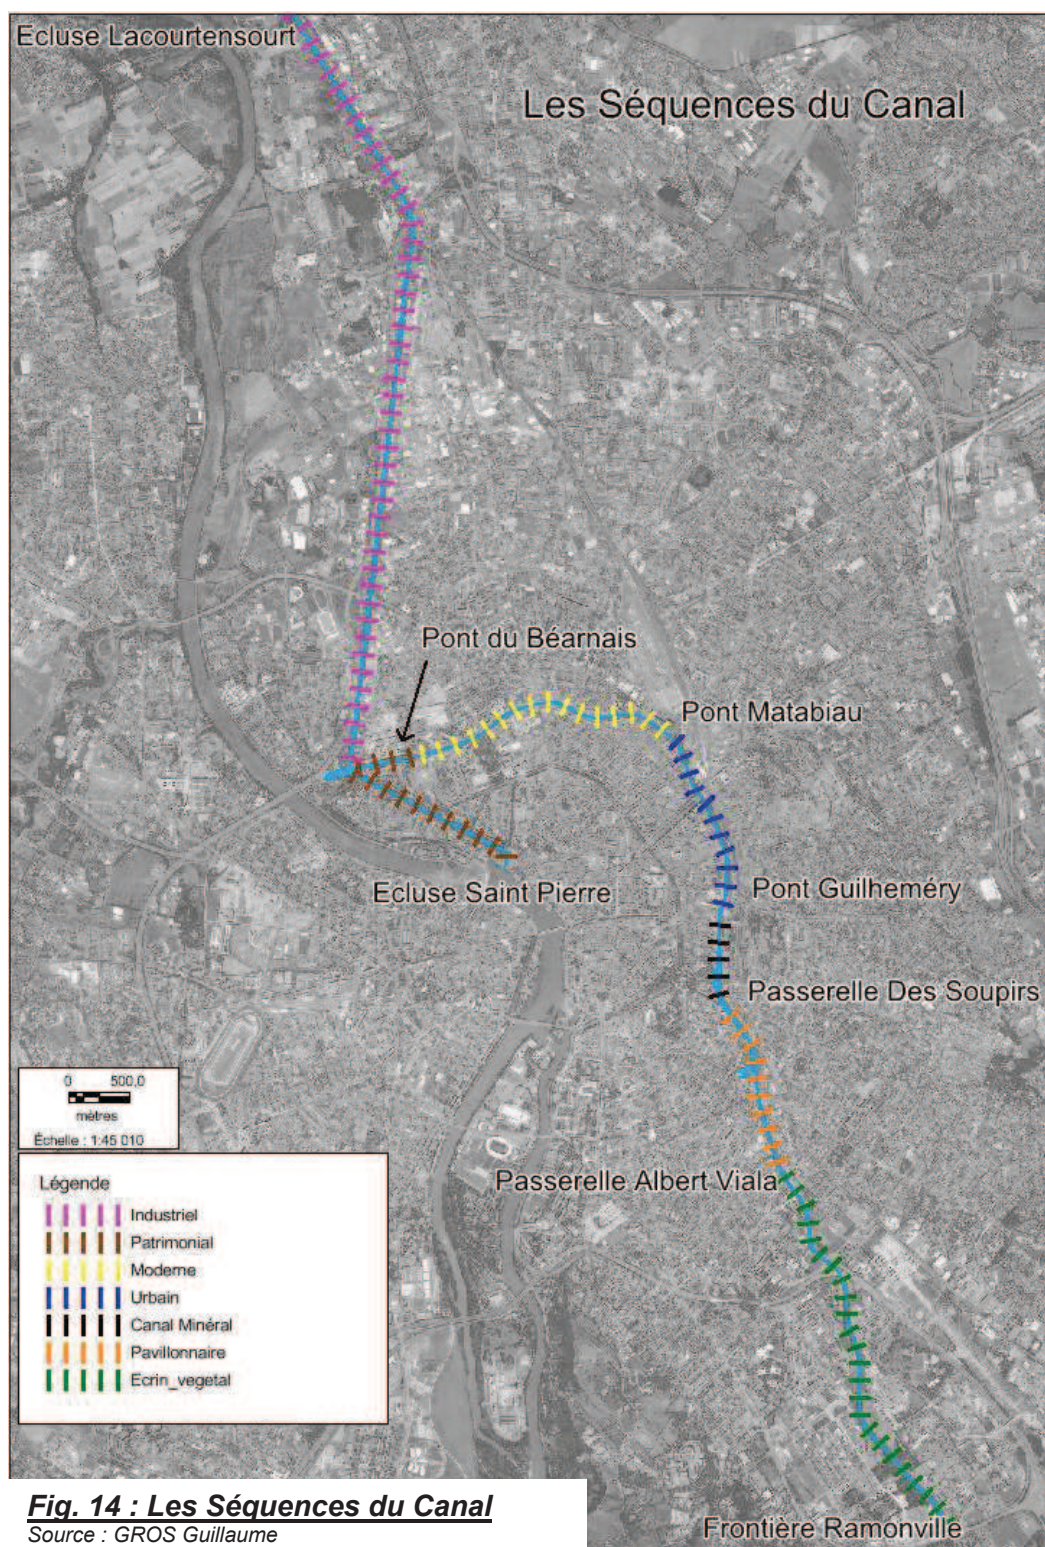 Ecluse Lacourtensourt
Les Séquences du Canal
Pont du Béarnais
Pont Matabiau
Ecluse Saint Pierre
Pont Guilheméry
Passerelle Des Soupirs
Passerelle Albert Viala
Frontière Ramonville
0 500,0
mètres
Échelle : 1:45 010
Légende
Industriel
Patrimonial
Moderne
Urbain
Canal Minéral
Pavillonnaire
Ecrin_vegetal
Fig. 14 : Les Séquences du Canal
Source : GROS Guillaume